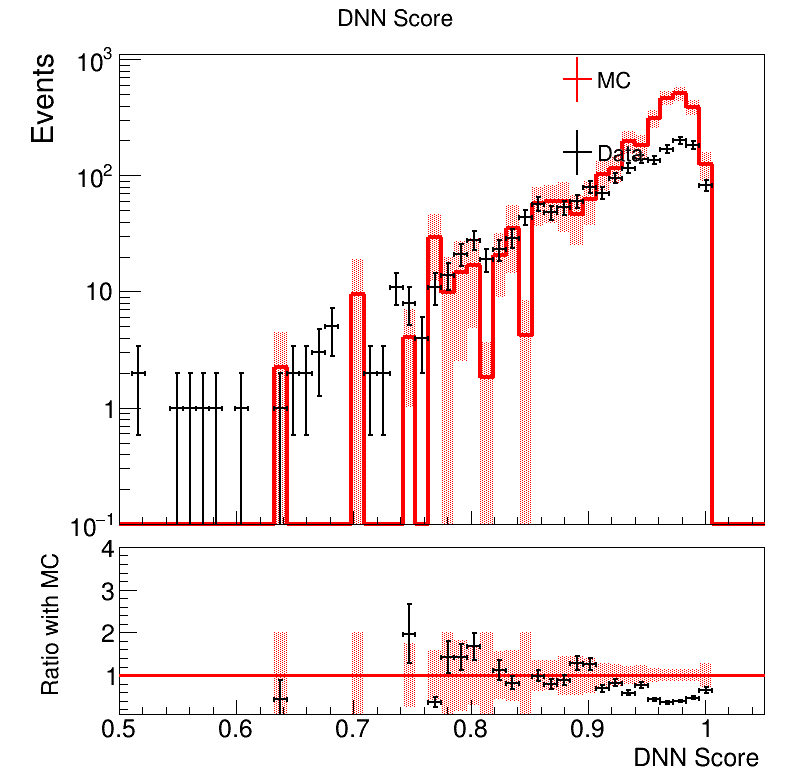 DNN Score
Events
10³
10²
10
1
10⁻¹
MC
Data
Ratio with MC
4
3
2
1
0.5 0.6 0.7 0.8 0.9 1
DNN Score